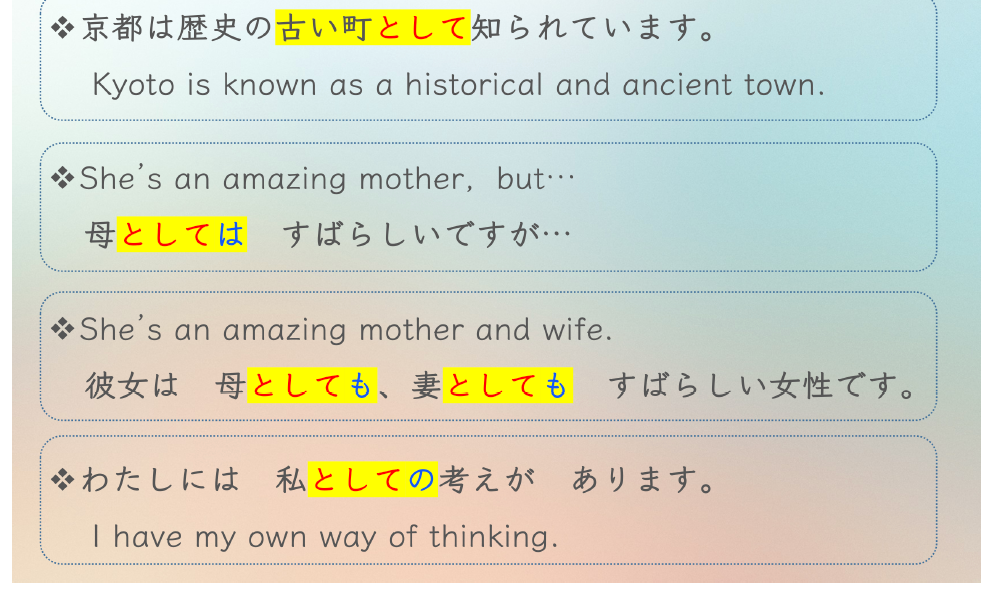 ❖京都は歴史の古い町として知られています。
Kyoto is known as a historical and ancient town.
❖She's an amazing mother, but…
母としては　すばらしいですが…
❖She's an amazing mother and wife.
彼女は　母としても、妻としても　すばらしい女性です。
❖わたしには　私としての考えが　あります。
I have my own way of thinking.